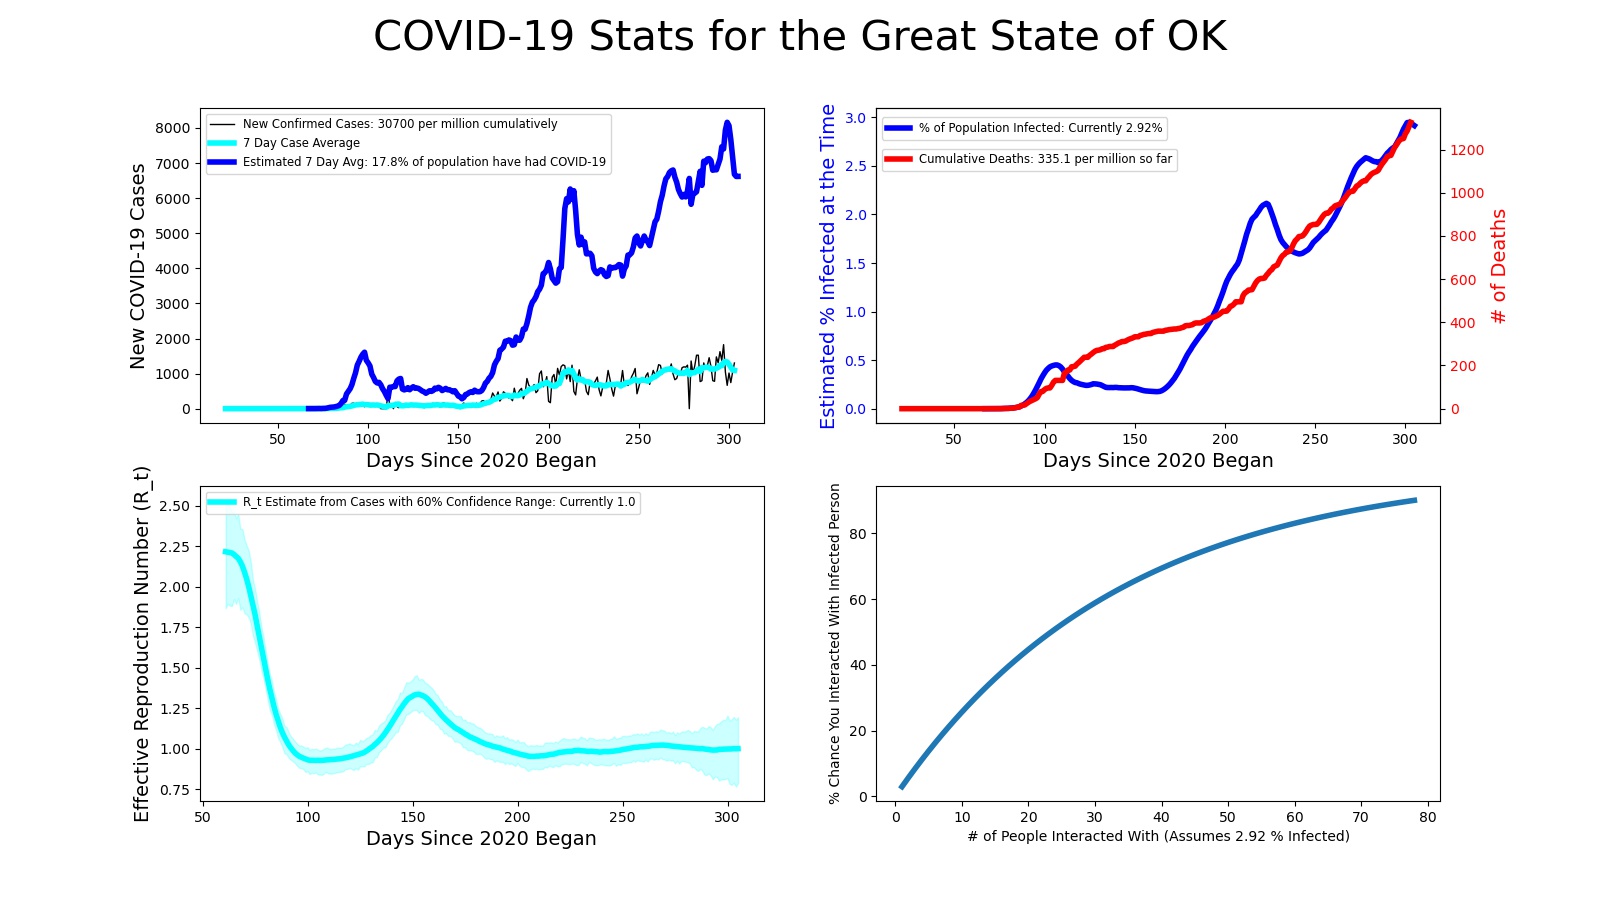 COVID-19 Stats for the Great State of OK
New COVID-19 Cases
8000
7000
6000
5000
4000
3000
2000
1000
0
New Confirmed Cases: 30700 per million cumulatively
7 Day Case Average
Estimated 7 Day Avg: 17.8% of population have had COVID-19
50 100 150 200 250 300
Days Since 2020 Began
Estimated % Infected at the Time
3.0
2.5
2.0
1.5
1.0
0.5
0.0
% of Population Infected: Currently 2.92%
Cumulative Deaths: 335.1 per million so far
1200
1000
800
600
400
200
0
# of Deaths
50 100 150 200 250 300
Days Since 2020 Began
Effective Reproduction Number (R_t)
2.50
2.25
2.00
1.75
1.50
1.25
1.00
0.75
R_t Estimate from Cases with 60% Confidence Range: Currently 1.0
50 100 150 200 250 300
Days Since 2020 Began
% Chance You Interacted With Infected Person
80
60
40
20
0
0 10 20 30 40 50 60 70 80
# of People Interacted With (Assumes 2.92 % Infected)